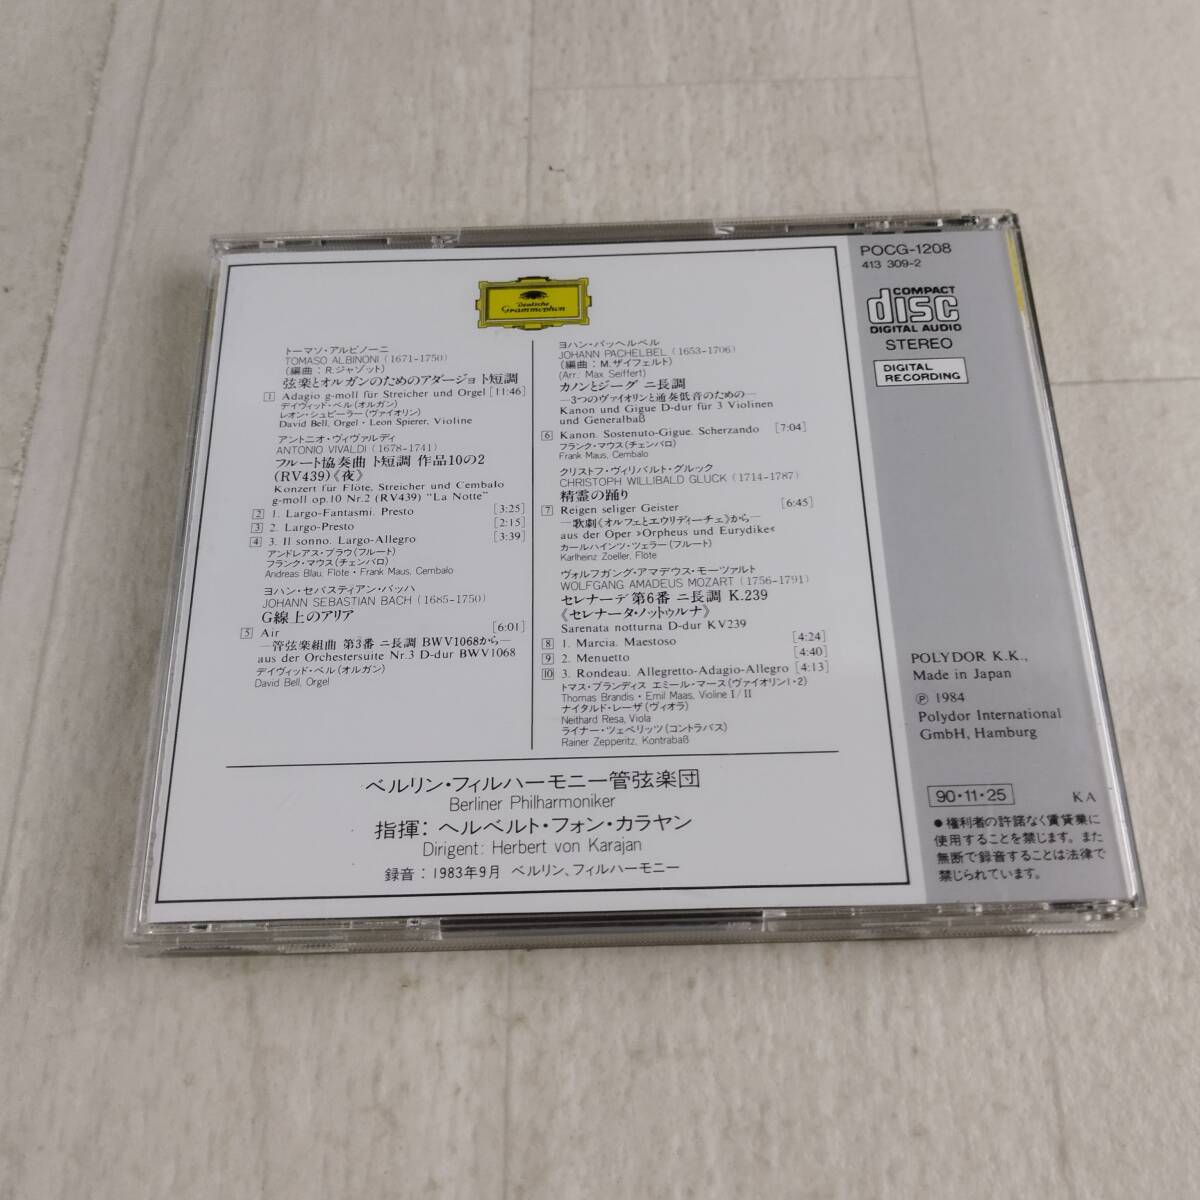 Deutsche
Grammophon
トーマソ・アルビノーニ
TOMASO ALBINONI (1671-1750)
(編曲：R.ジャゾット)
弦楽とオルガンのためのアダージョ ト短調
1 Adagio g-moll für Streicher und Orgel [11:46]
デイヴィッド・ベル(オルガン)
レオン・シュピーラー(ヴァイオリン)
David Bell, Orgel・Leon Spierer, Violine
アントニオ・ヴィヴァルディ
ANTONIO VIVALDI (1678-1741)
フルート協奏曲 ト短調 作品10の2
(RV439)《夜》
Konzert für Flöte, Streicher und Cembalo
g-moll op.10 Nr.2 (RV439) “La Notte”
2 1. Largo-Fantasmi. Presto [3:25]
3 2. Largo-Presto [2:15]
4 3. Il sonno. Largo-Allegro [3:39]
アンドレアス・ブラウ(フルート)
フランク・マウス(チェンバロ)
Andreas Blau, Flöte・Frank Maus, Cembalo
ヨハン・セバスティアン・バッハ
JOHANN SEBASTIAN BACH (1685-1750)
G線上のアリア
5 Air [6:01]
—管弦楽組曲 第3番 ニ長調 BWV1068から—
aus der Orchestersuite Nr.3 D-dur BWV1068
デイヴィッド・ベル(オルガン)
David Bell, Orgel
ヨハン・パッヘルベル
JOHANN PACHELBEL (1653-1706)
(編曲：M.ザイフェルト)
(Arr.: Max Seiffert)
カノンとジーグ ニ長調
—3つのヴァイオリンと通奏低音のための—
Kanon und Gigue D-dur für 3 Violinen
und Generalbaß
6 Kanon. Sostenuto-Gigue. Scherzando [7:04]
フランク・マウス(チェンバロ)
Frank Maus, Cembalo
クリストフ・ヴィリバルト・グルック
CHRISTOPH WILLIBALD GLUCK (1714-1787)
精霊の踊り
7 Reigen seliger Geister [6:45]
—歌劇《オルフェとエウリディーチェ》から—
aus der Oper »Orpheus und Eurydike«
カールハインツ・ツェラー(フルート)
Karlheinz Zoeller, Flöte
ヴォルフガング・アマデウス・モーツァルト
WOLFGANG AMADEUS MOZART (1756-1791)
セレナーデ 第6番 ニ長調 K.239
《セレナータ・ノットゥルナ》
Sarenata notturna D-dur KV239
8 1. Marcia. Maestoso [4:24]
9 2. Menuetto [4:40]
10 3. Rondeau. Allegretto-Adagio-Allegro [4:13]
トマス・ブランディス エミール・マース(ヴァイオリン1・2)
Thomas Brandis・Emil Maas, Violine I/II
ナイタルド・レーザ(ヴィオラ)
Neithard Resa, Viola
ライナー・ツェペリッツ(コントラバス)
Rainer Zepperitz, Kontrabaß
ベルリン・フィルハーモニー管弦楽団
Berliner Philharmoniker
指揮：ヘルベルト・フォン・カラヤン
Dirigent: Herbert von Karajan
録音：1983年9月 ベルリン、フィルハーモニー
POCG-1208
413 309-2
COMPACT
disc
DIGITAL AUDIO
STEREO
DIGITAL
RECORDING
POLYDOR K.K.,
Made in Japan
Ⓟ 1984
Polydor International
GmbH, Hamburg
90・11・25 KA
●権利者の許諾なく賃貸業に
使用することを禁じます。また
無断で録音することは法律で
禁じられています。